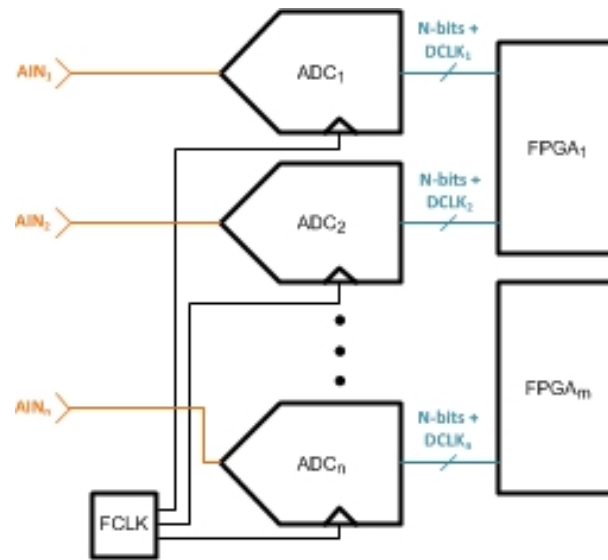 N-bits +
DCLK₁
AIN₁
ADC₁
FPGA₁
N-bits +
DCLK₂
AIN₂
ADC₂
FPGAₘ
AINₙ
N-bits +
DCLKₙ
ADCₙ
FCLK